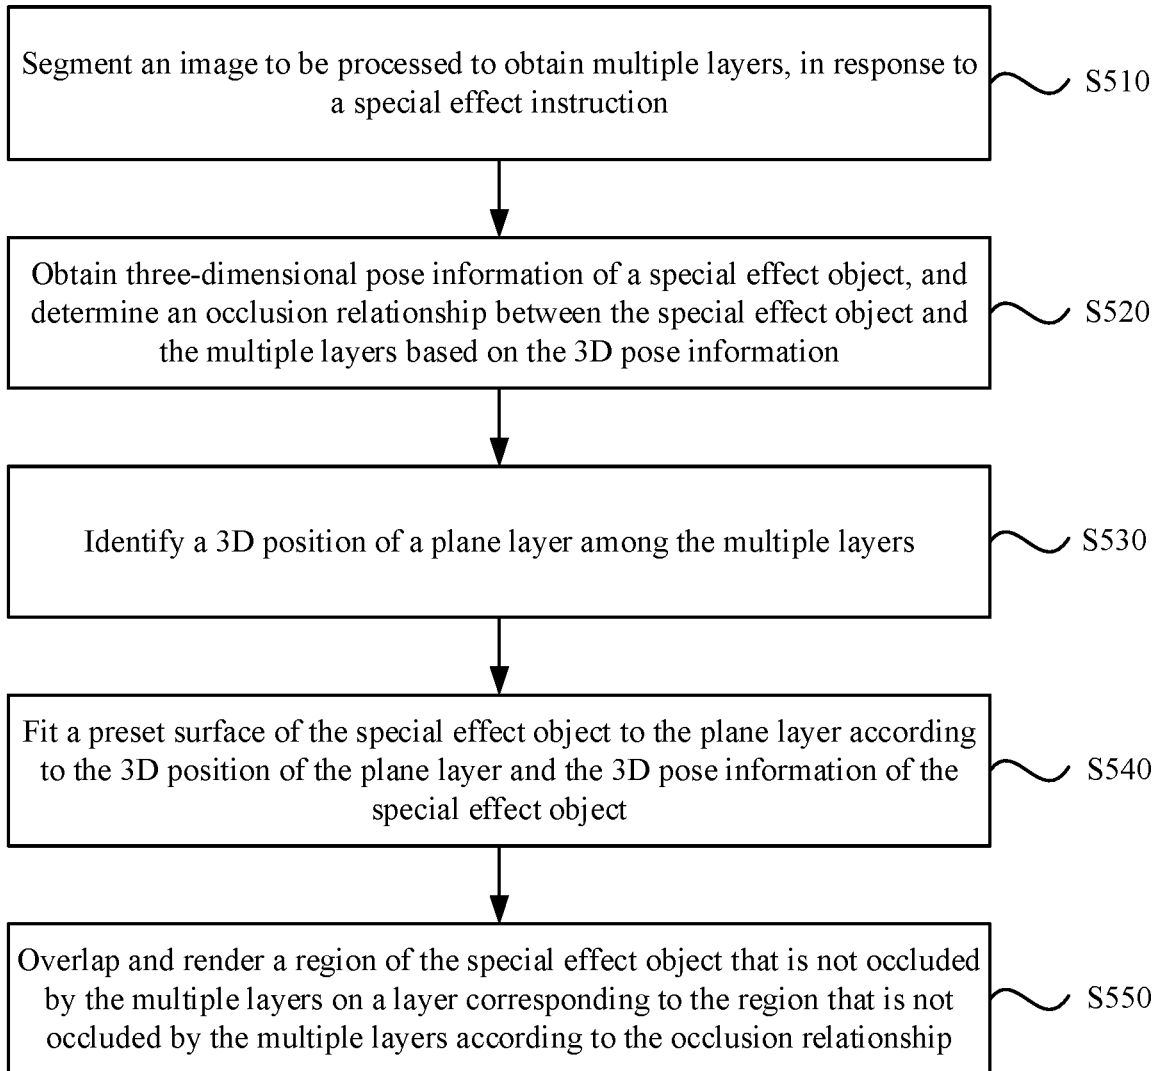 Segment an image to be processed to obtain multiple layers, in response to
a special effect instruction
S510
Obtain three-dimensional pose information of a special effect object, and
determine an occlusion relationship between the special effect object and
the multiple layers based on the 3D pose information
S520
Identify a 3D position of a plane layer among the multiple layers
S530
Fit a preset surface of the special effect object to the plane layer according
to the 3D position of the plane layer and the 3D pose information of the
special effect object
S540
Overlap and render a region of the special effect object that is not occluded
by the multiple layers on a layer corresponding to the region that is not
occluded by the multiple layers according to the occlusion relationship
S550